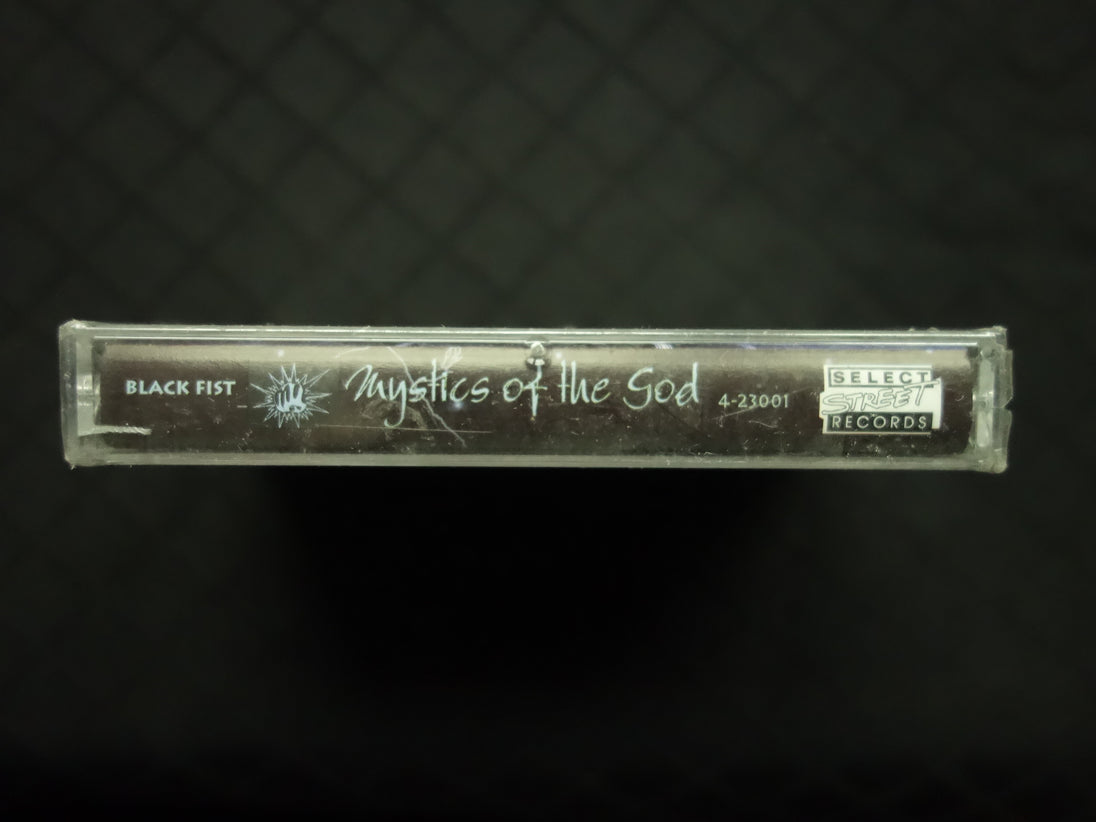 BLACK FIST
Mystics of the God
4-23001
SELECT
STREET
RECORDS